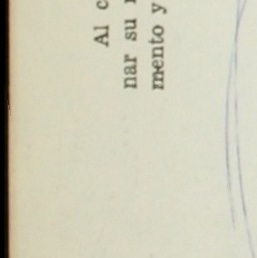 Al c
nar su
mento y